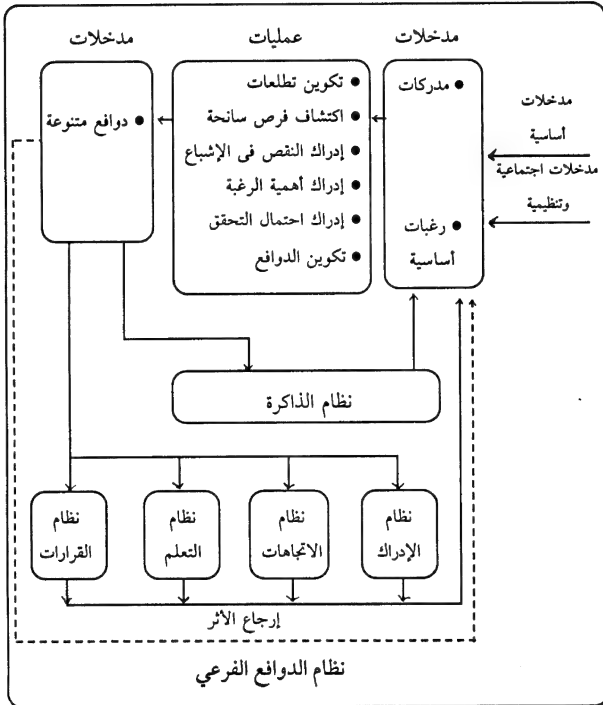 مدخلات
عمليات
مدخلات
مدخلات
أساسية
مدخلات اجتماعية
وتنظيمية
● مدركات
● رغبات
أساسية
● تكوين تطلعات
● اكتشاف فرص سانحة
● إدراك النقص فى الإشباع
● إدراك أهمية الرغبة
● إدراك احتمال التحقق
● تكوين الدوافع
● دوافع متنوعة
نظام الذاكرة
نظام
الإدراك
نظام
الاتجاهات
نظام
التعلم
نظام
القرارات
إرجاع الأثر
نظام الدوافع الفرعي